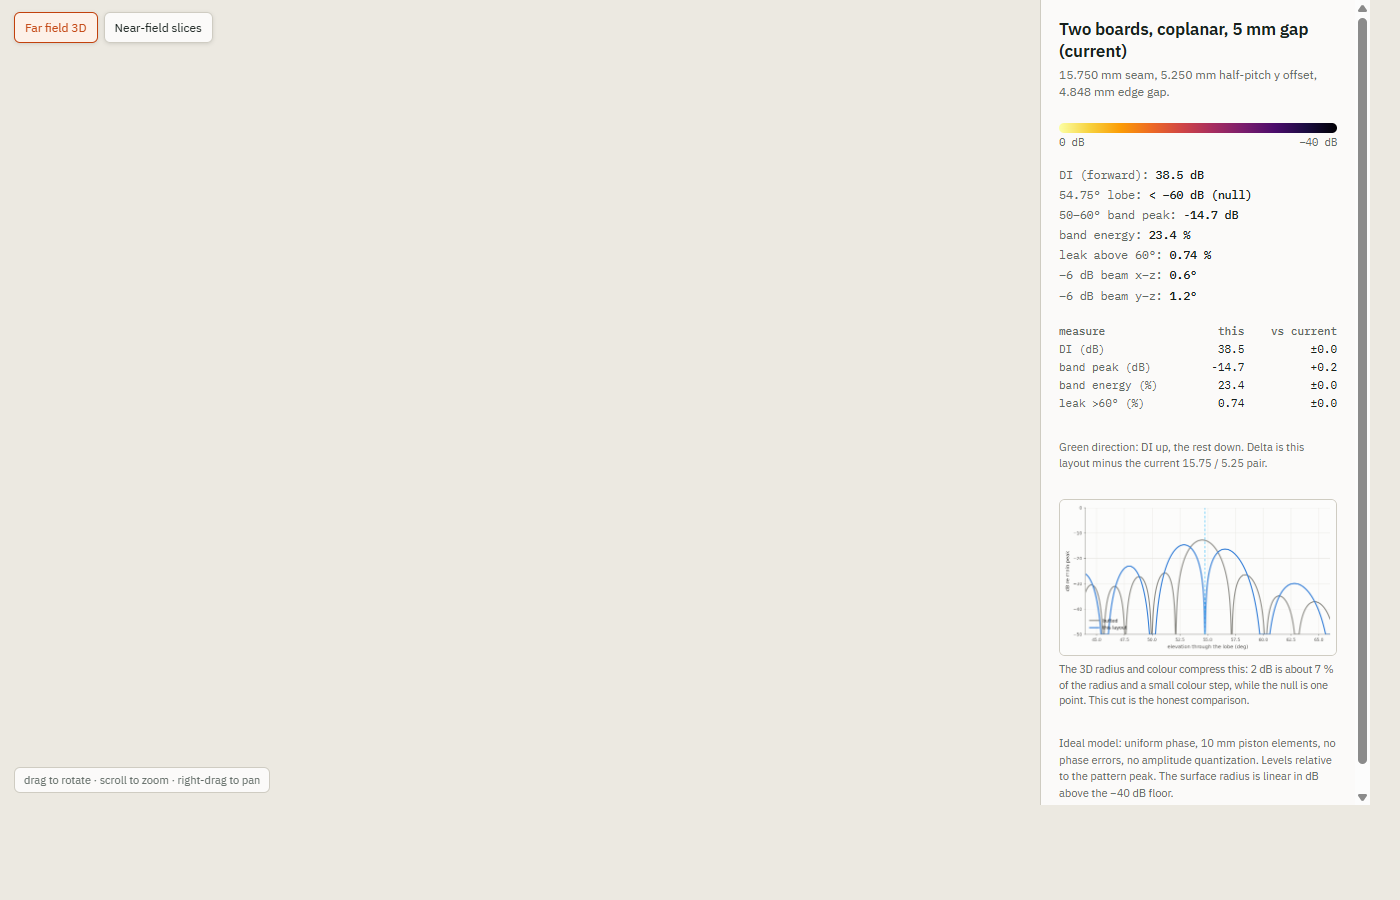 Far field 3D
Near-field slices
Two boards, coplanar, 5 mm gap
(current)
15.750 mm seam, 5.250 mm half-pitch y offset,
4.848 mm edge gap.
0 dB
−40 dB
DI (forward): 38.5 dB
54.75° lobe: < −60 dB (null)
50–60° band peak: -14.7 dB
band energy: 23.4 %
leak above 60°: 0.74 %
−6 dB beam x–z: 0.6°
−6 dB beam y–z: 1.2°
measure this vs current
DI (dB) 38.5 ±0.0
band peak (dB) -14.7 +0.2
band energy (%) 23.4 ±0.0
leak >60° (%) 0.74 ±0.0
Green direction: DI up, the rest down. Delta is this
layout minus the current 15.75 / 5.25 pair.
elevation through the lobe (deg)
The 3D radius and colour compress this: 2 dB is about 7 %
of the radius and a small colour step, while the null is one
point. This cut is the honest comparison.
Ideal model: uniform phase, 10 mm piston elements, no
phase errors, no amplitude quantization. Levels relative
to the pattern peak. The surface radius is linear in dB
above the −40 dB floor.
drag to rotate · scroll to zoom · right-drag to pan